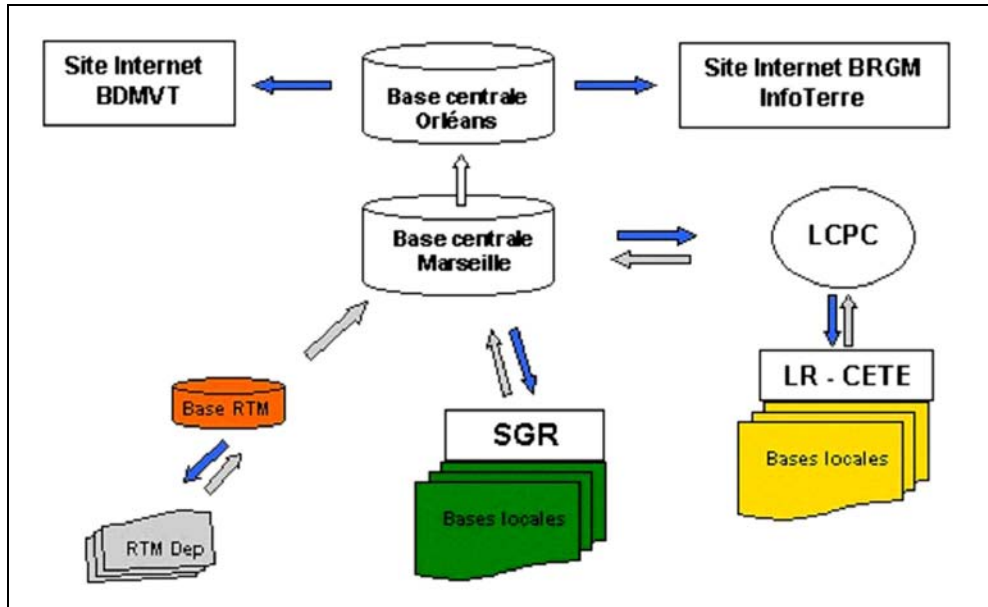 Site Internet
BDMVT
Base centrale
Orléans
Site Internet BRGM
InfoTerre
Base centrale
Marseille
LCPC
LR - CETE
Bases locales
Base RTM
SGR
Bases locales
RTM Dep